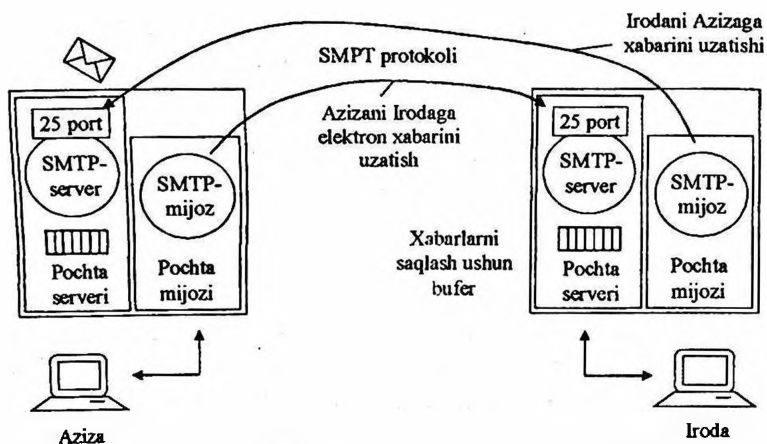 Irodani Azizaga
xabarini uzatishi
SMPT protokoli
Azizani Irodaga
elektron xabarini
uzatish
25 port
SMTP-
server
Pochta
serveri
SMTP-
mijoz
Pochta
mijozi
Xabarlarni
saqlash ushun
bufer
25 port
SMTP-
server
Pochta
serveri
SMTP-
mijoz
Pochta
mijozi
Aziza
Iroda